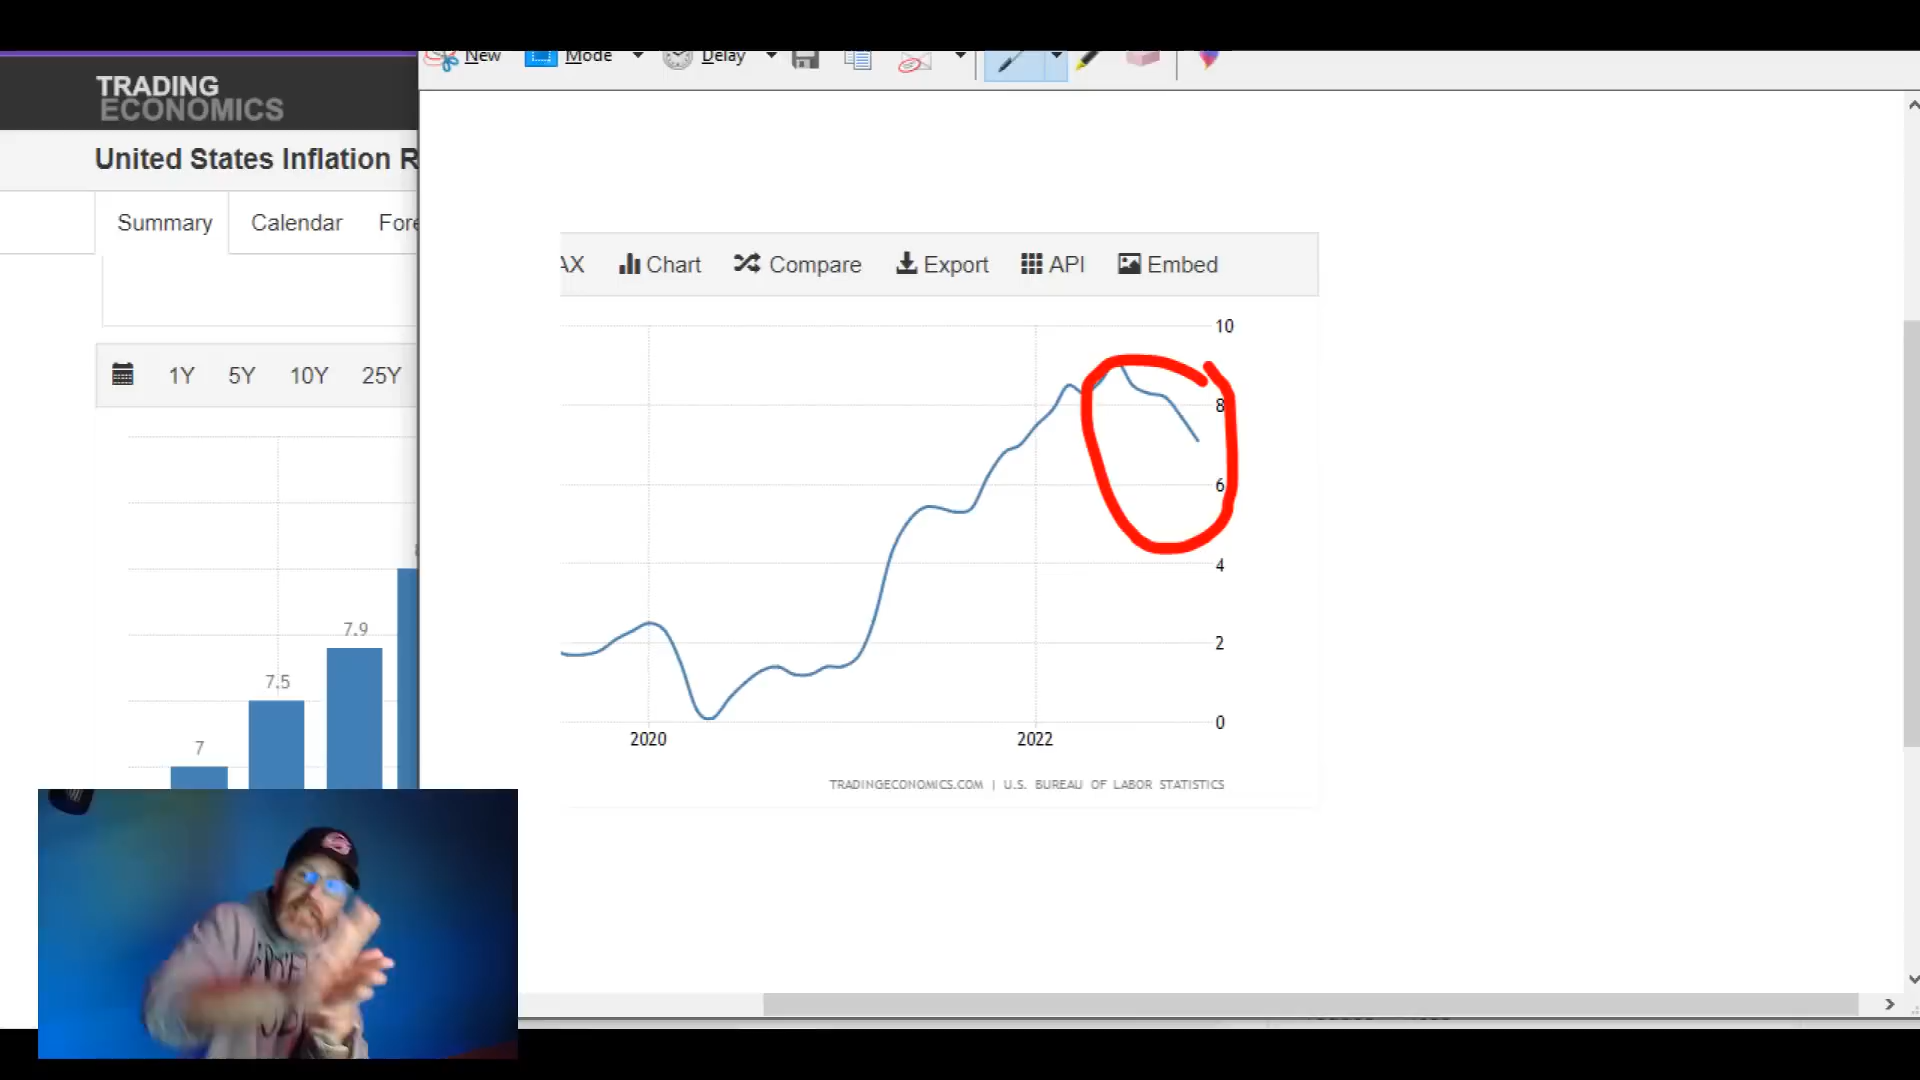 New Mode Delay
TRADING
ECONOMICS
United States Inflation R
Summary Calendar Fore
1Y 5Y 10Y 25Y
7 7.5 7.9
AX Chart Compare Export API Embed
10
8
6
4
2
0
2020 2022
TRADINGECONOMICS.COM | U.S. BUREAU OF LABOR STATISTICS